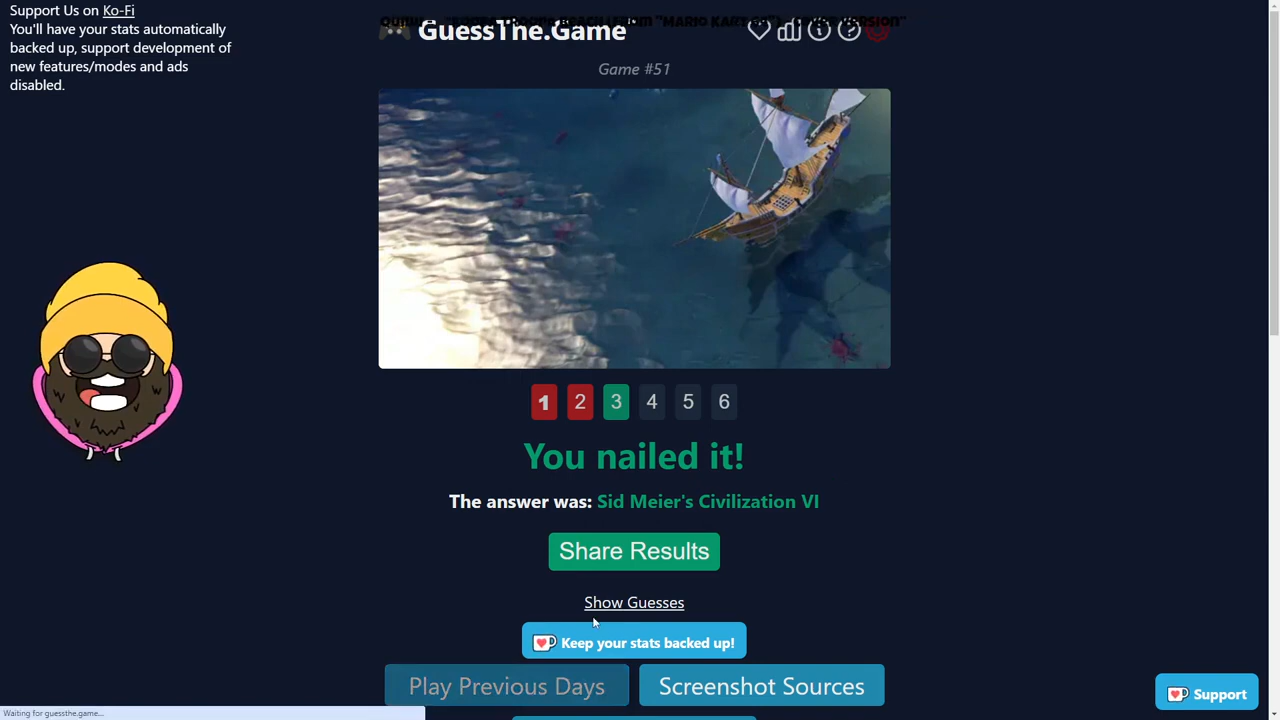 Support Us on Ko-Fi
You'll have your stats automatically
backed up, support development of
new features/modes and ads
disabled.
GuessThe.Game
Game #51
1 2 3 4 5 6
You nailed it!
The answer was: Sid Meier's Civilization VI
Share Results
Show Guesses
Keep your stats backed up!
Play Previous Days
Screenshot Sources
Support
Waiting for guessthe.game...